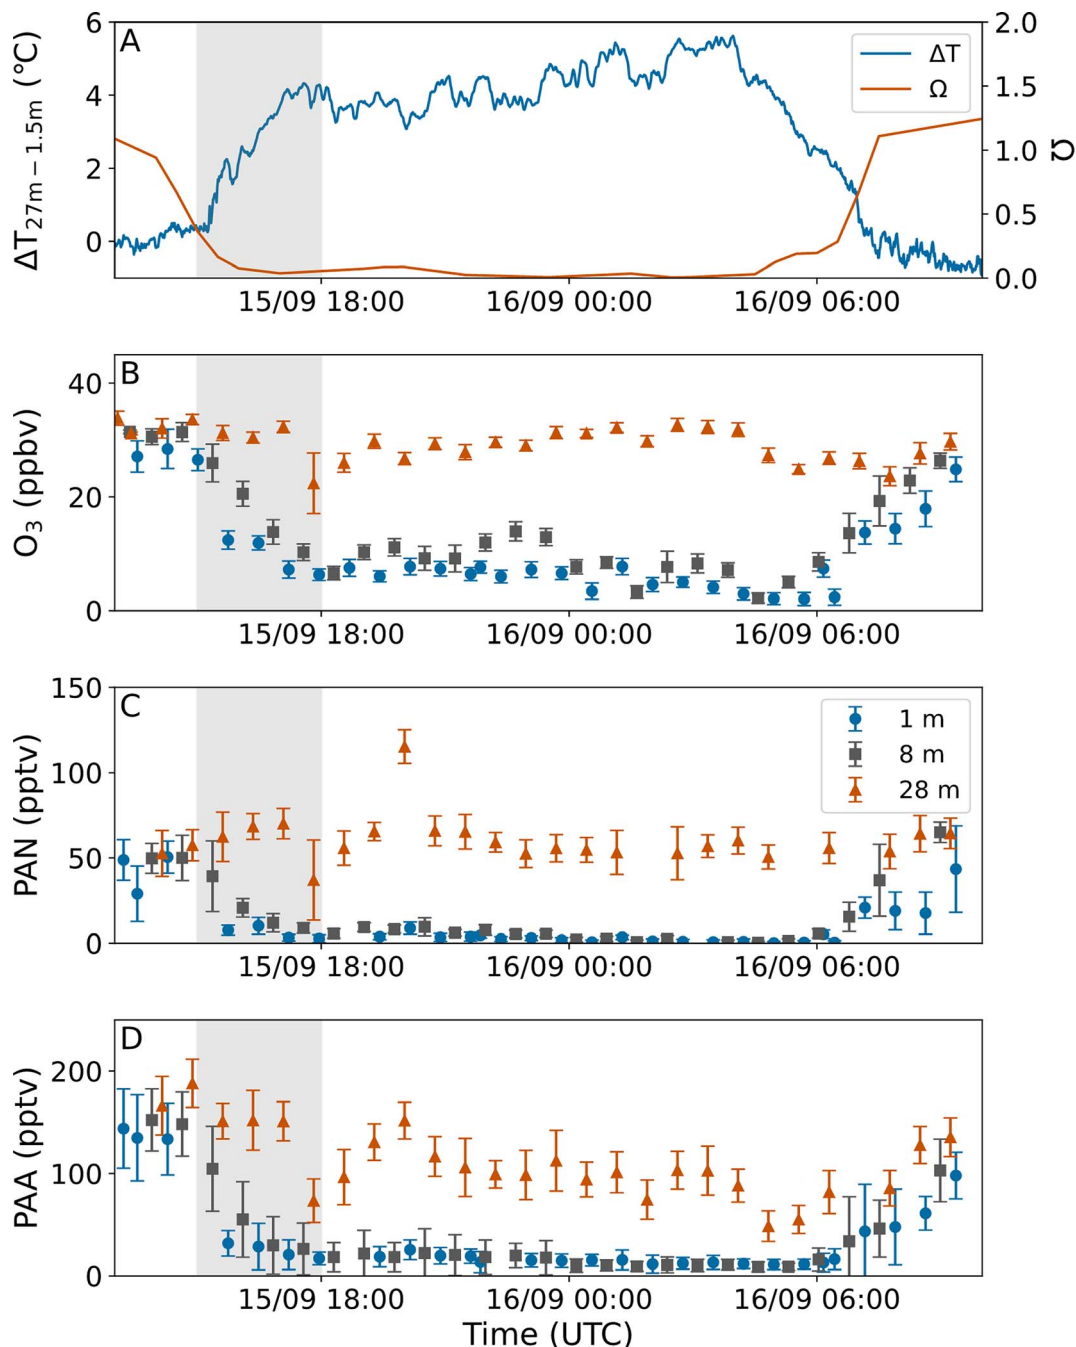 A
6
4
2
0
ΔT27m − 1.5m (°C)
2.0
1.5
1.0
0.5
0.0
Ω
ΔT
Ω
15/09 18:00 16/09 00:00 16/09 06:00
B
40
20
0
O3 (ppbv)
15/09 18:00 16/09 00:00 16/09 06:00
C
150
100
50
0
PAN (pptv)
1 m
8 m
28 m
15/09 18:00 16/09 00:00 16/09 06:00
D
200
100
0
PAA (pptv)
15/09 18:00 16/09 00:00 16/09 06:00
Time (UTC)